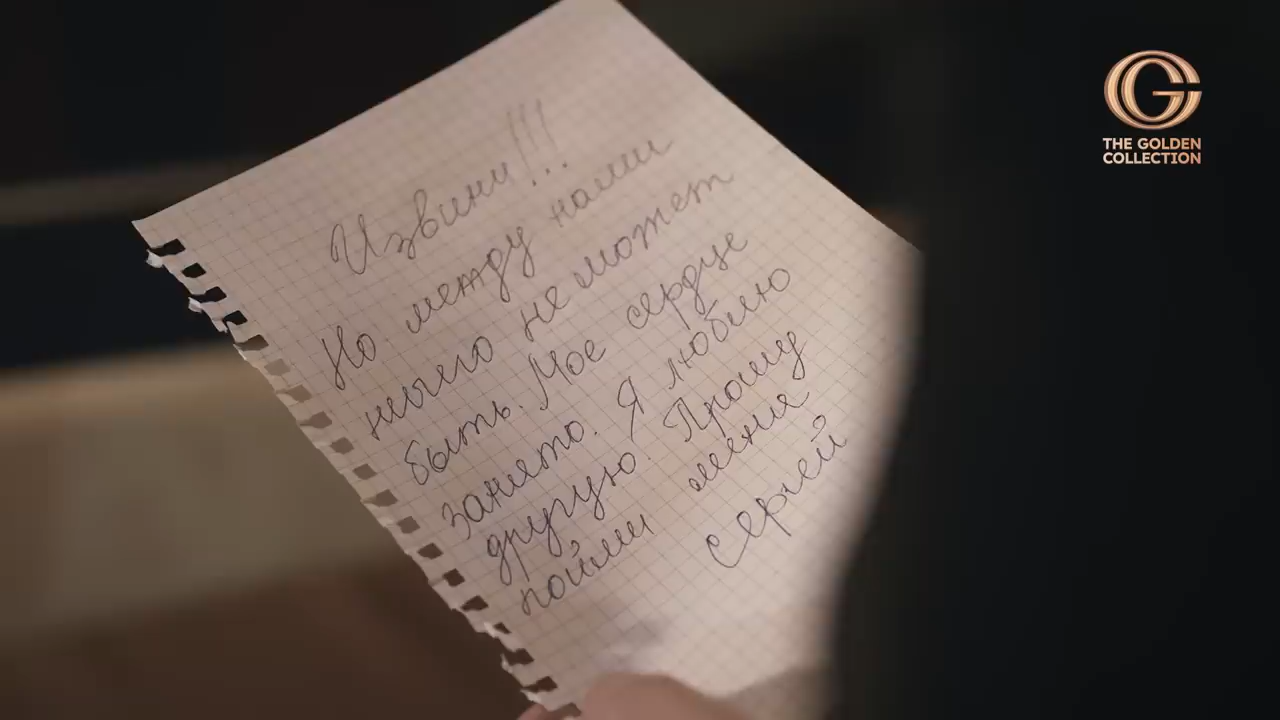 Извини!!!
Но между нами
ничего не может
быть. Мое сердце
занято. Я люблю
другую. Прошу
пойми меня
Сергей
THE GOLDEN
COLLECTION